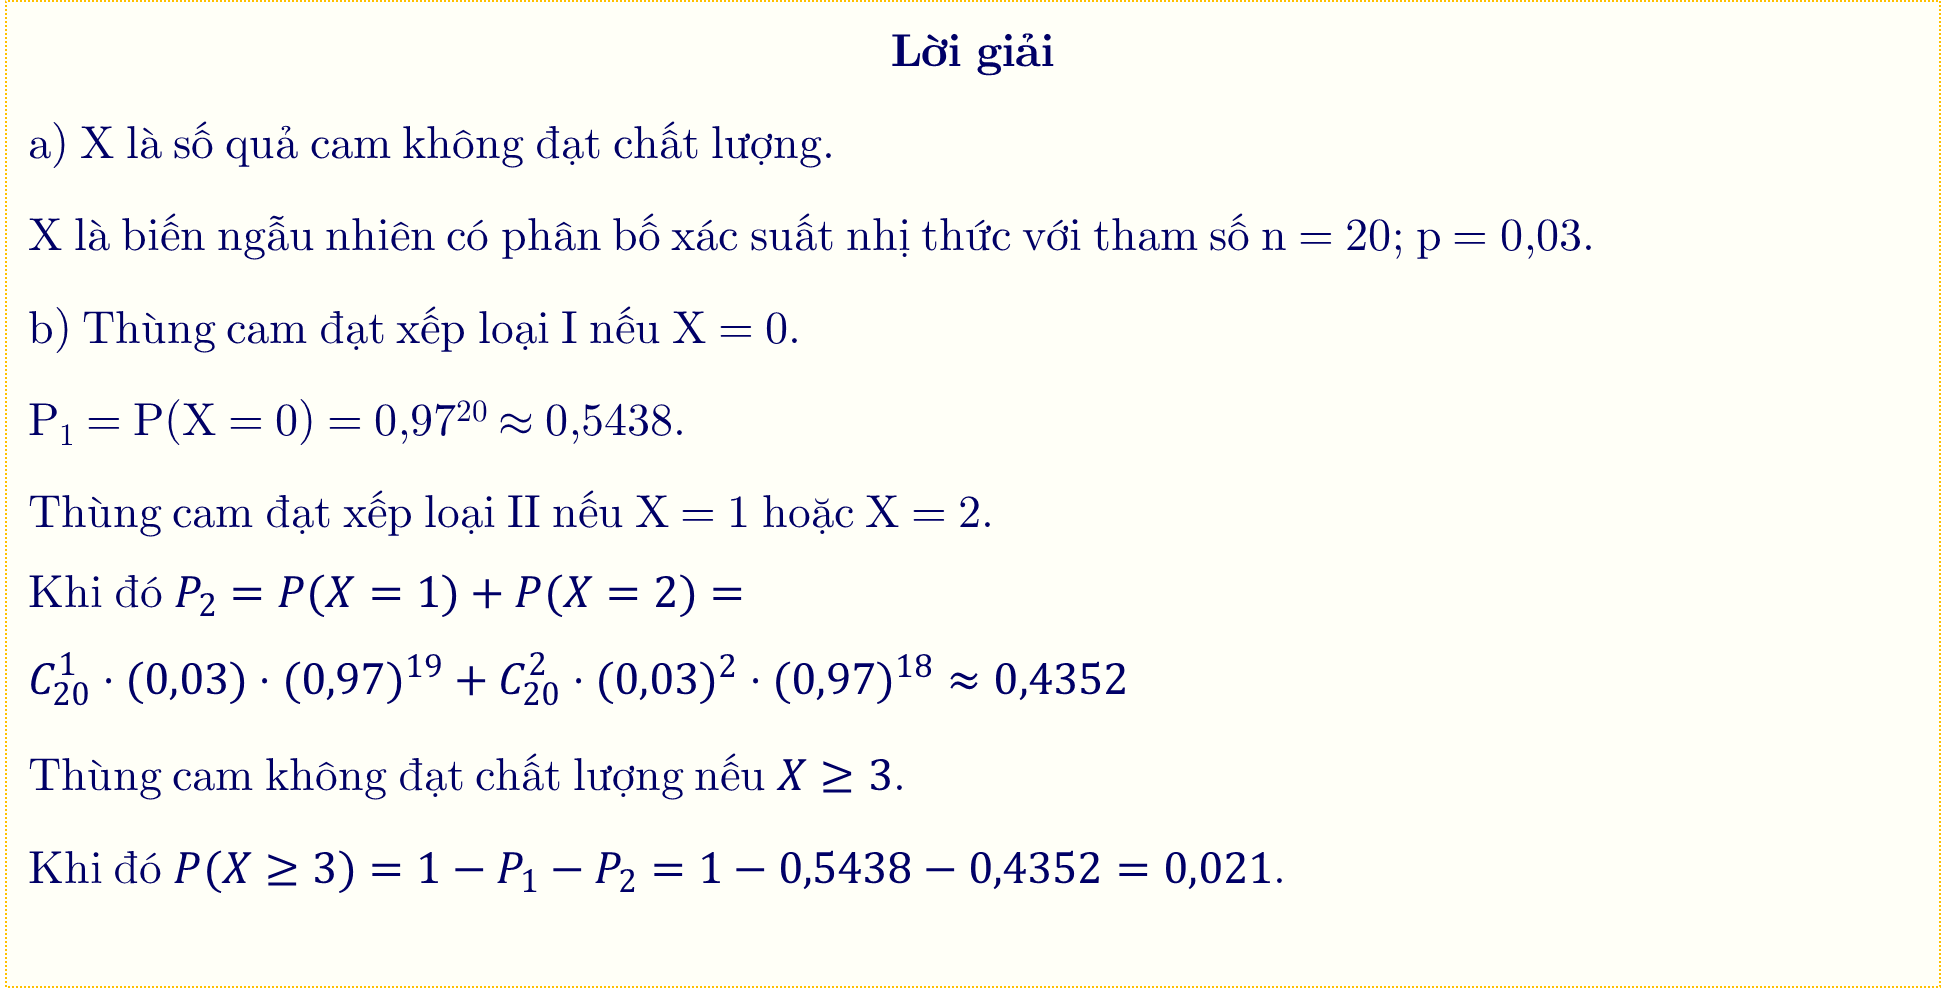 Lời giải
a) X là số quả cam không đạt chất lượng.
X là biến ngẫu nhiên có phân bố xác suất nhị thức với tham số n = 20; p = 0,03.
b) Thùng cam đạt xếp loại I nếu X = 0.
P₁ = P(X = 0) = 0,97²⁰ ≈ 0,5438.
Thùng cam đạt xếp loại II nếu X = 1 hoặc X = 2.
Khi đó P₂ = P(X = 1) + P(X = 2) =
C₂₀¹ · (0,03) · (0,97)¹⁹ + C₂₀² · (0,03)² · (0,97)¹⁸ ≈ 0,4352
Thùng cam không đạt chất lượng nếu X ≥ 3.
Khi đó P(X ≥ 3) = 1 − P₁ − P₂ = 1 − 0,5438 − 0,4352 = 0,021.